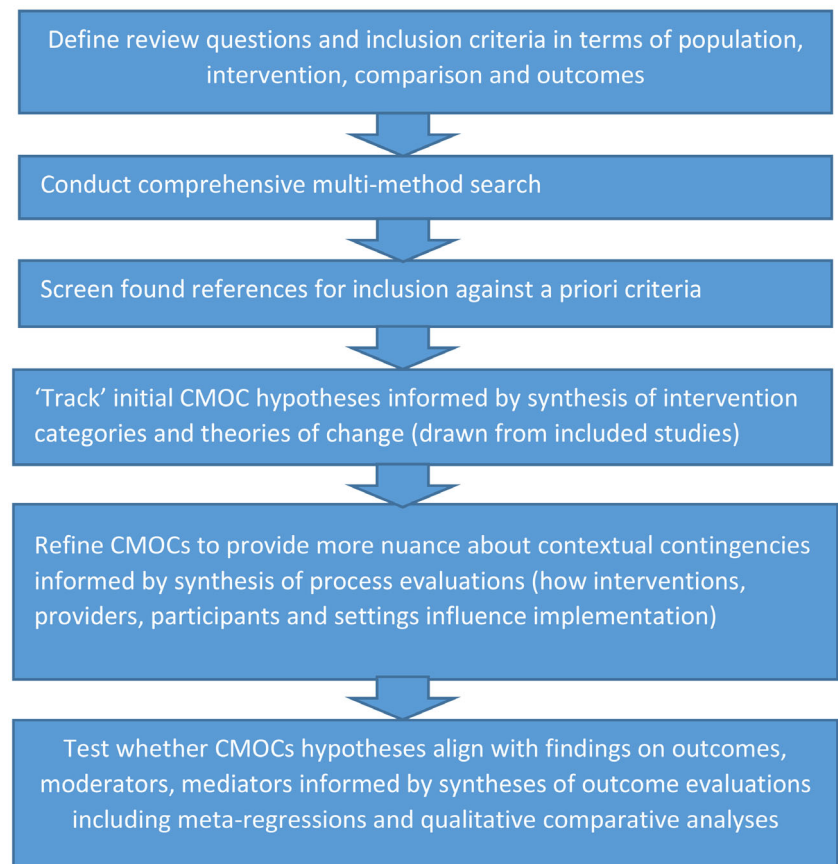 Define review questions and inclusion criteria in terms of population,
intervention, comparison and outcomes
Conduct comprehensive multi-method search
Screen found references for inclusion against a priori criteria
‘Track’ initial CMOC hypotheses informed by synthesis of intervention
categories and theories of change (drawn from included studies)
Refine CMOCs to provide more nuance about contextual contingencies
informed by synthesis of process evaluations (how interventions,
providers, participants and settings influence implementation)
Test whether CMOCs hypotheses align with findings on outcomes,
moderators, mediators informed by syntheses of outcome evaluations
including meta-regressions and qualitative comparative analyses